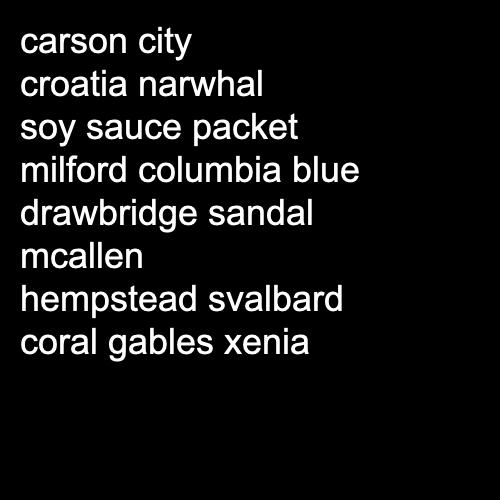 carson city
croatia narwhal
soy sauce packet
milford columbia blue
drawbridge sandal
mcallen
hempstead svalbard
coral gables xenia